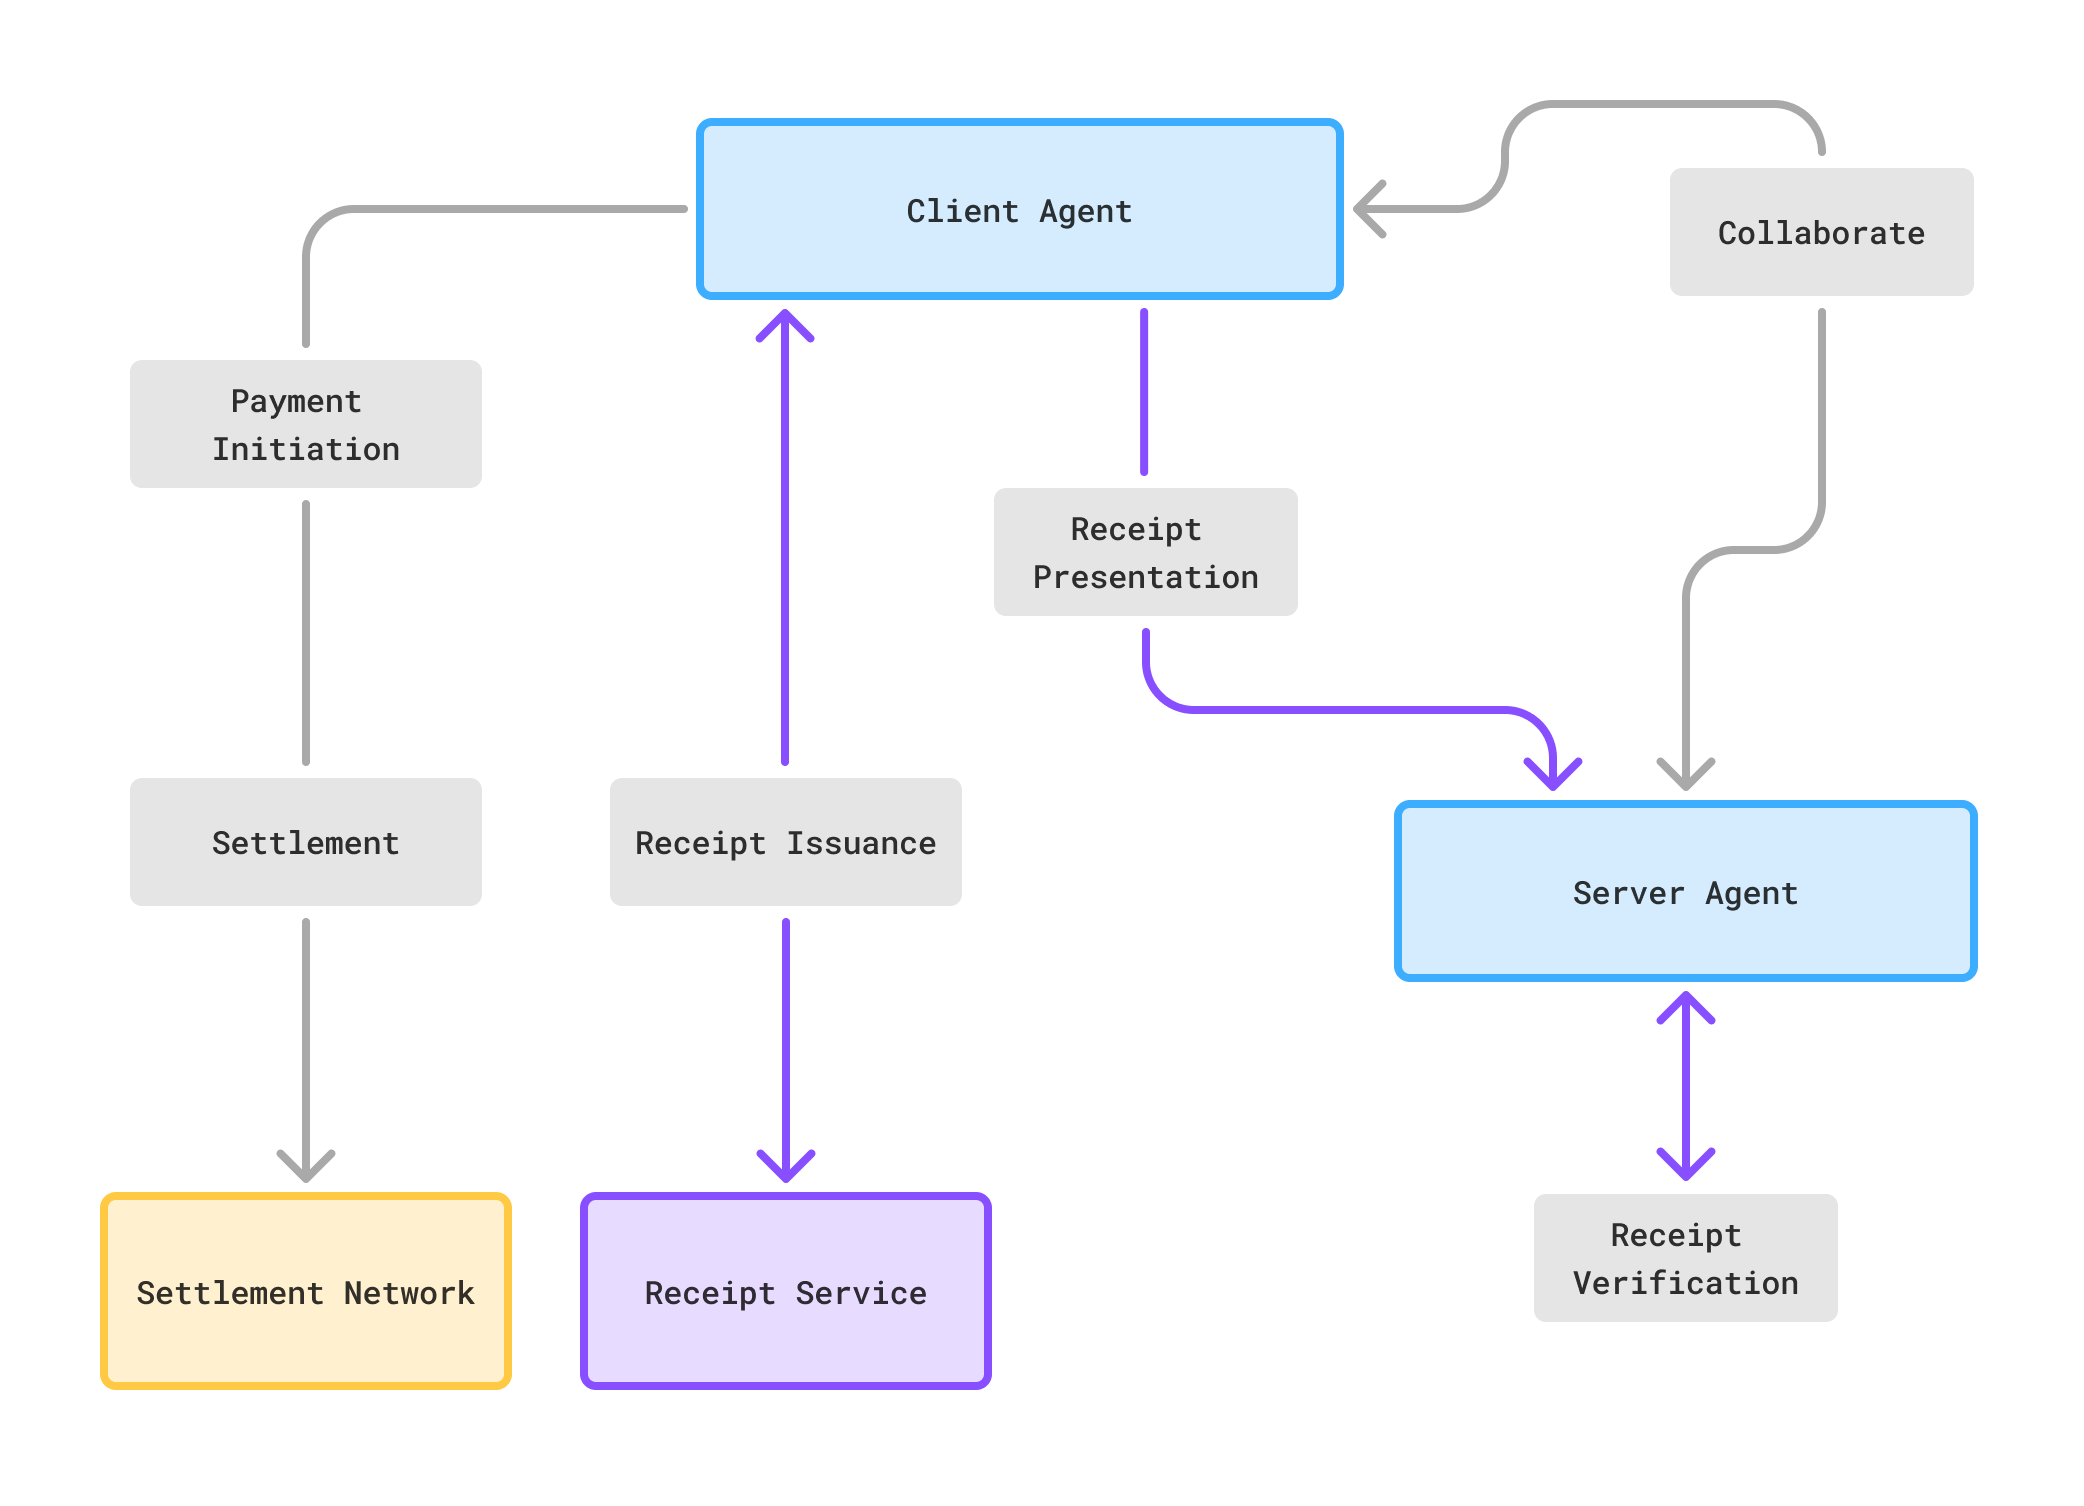 Client Agent
Collaborate
Payment
Initiation
Receipt
Presentation
Settlement
Receipt Issuance
Server Agent
Receipt
Verification
Settlement Network
Receipt Service